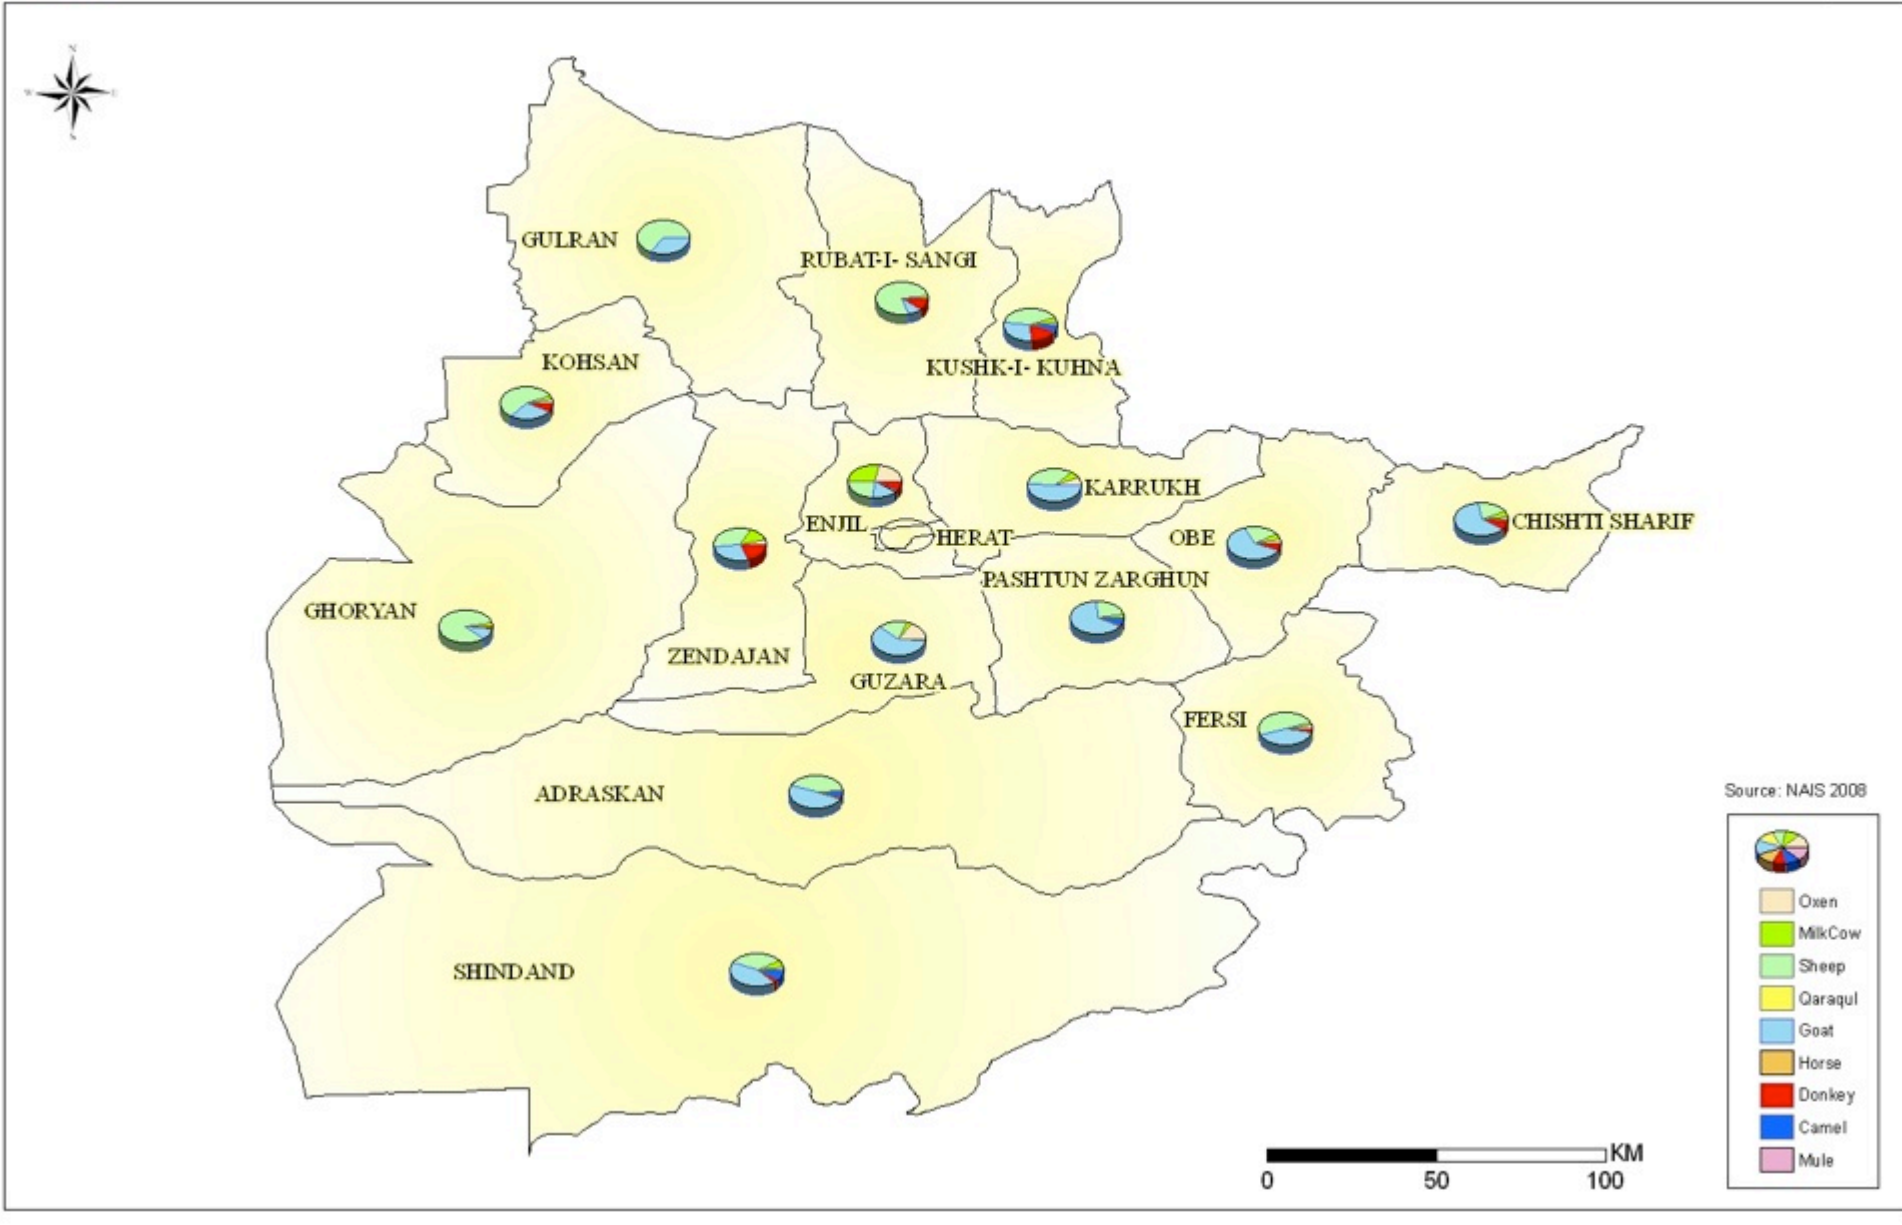 N
GULRAN
RUBAT-I- SANGI
KOHSAN
KUSHK-I- KUHNA
KARRUKH
ENJIL
HERAT
OBE
CHISHTI SHARIF
PASHTUN ZARGHUN
GHORYAN
ZENDAJAN
GUZARA
FERSI
ADRASKAN
SHINDAND
Source: NAIS 2008
Oxen
MilkCow
Sheep
Qaraqul
Goat
Horse
Donkey
Camel
Mule
KM
0 50 100